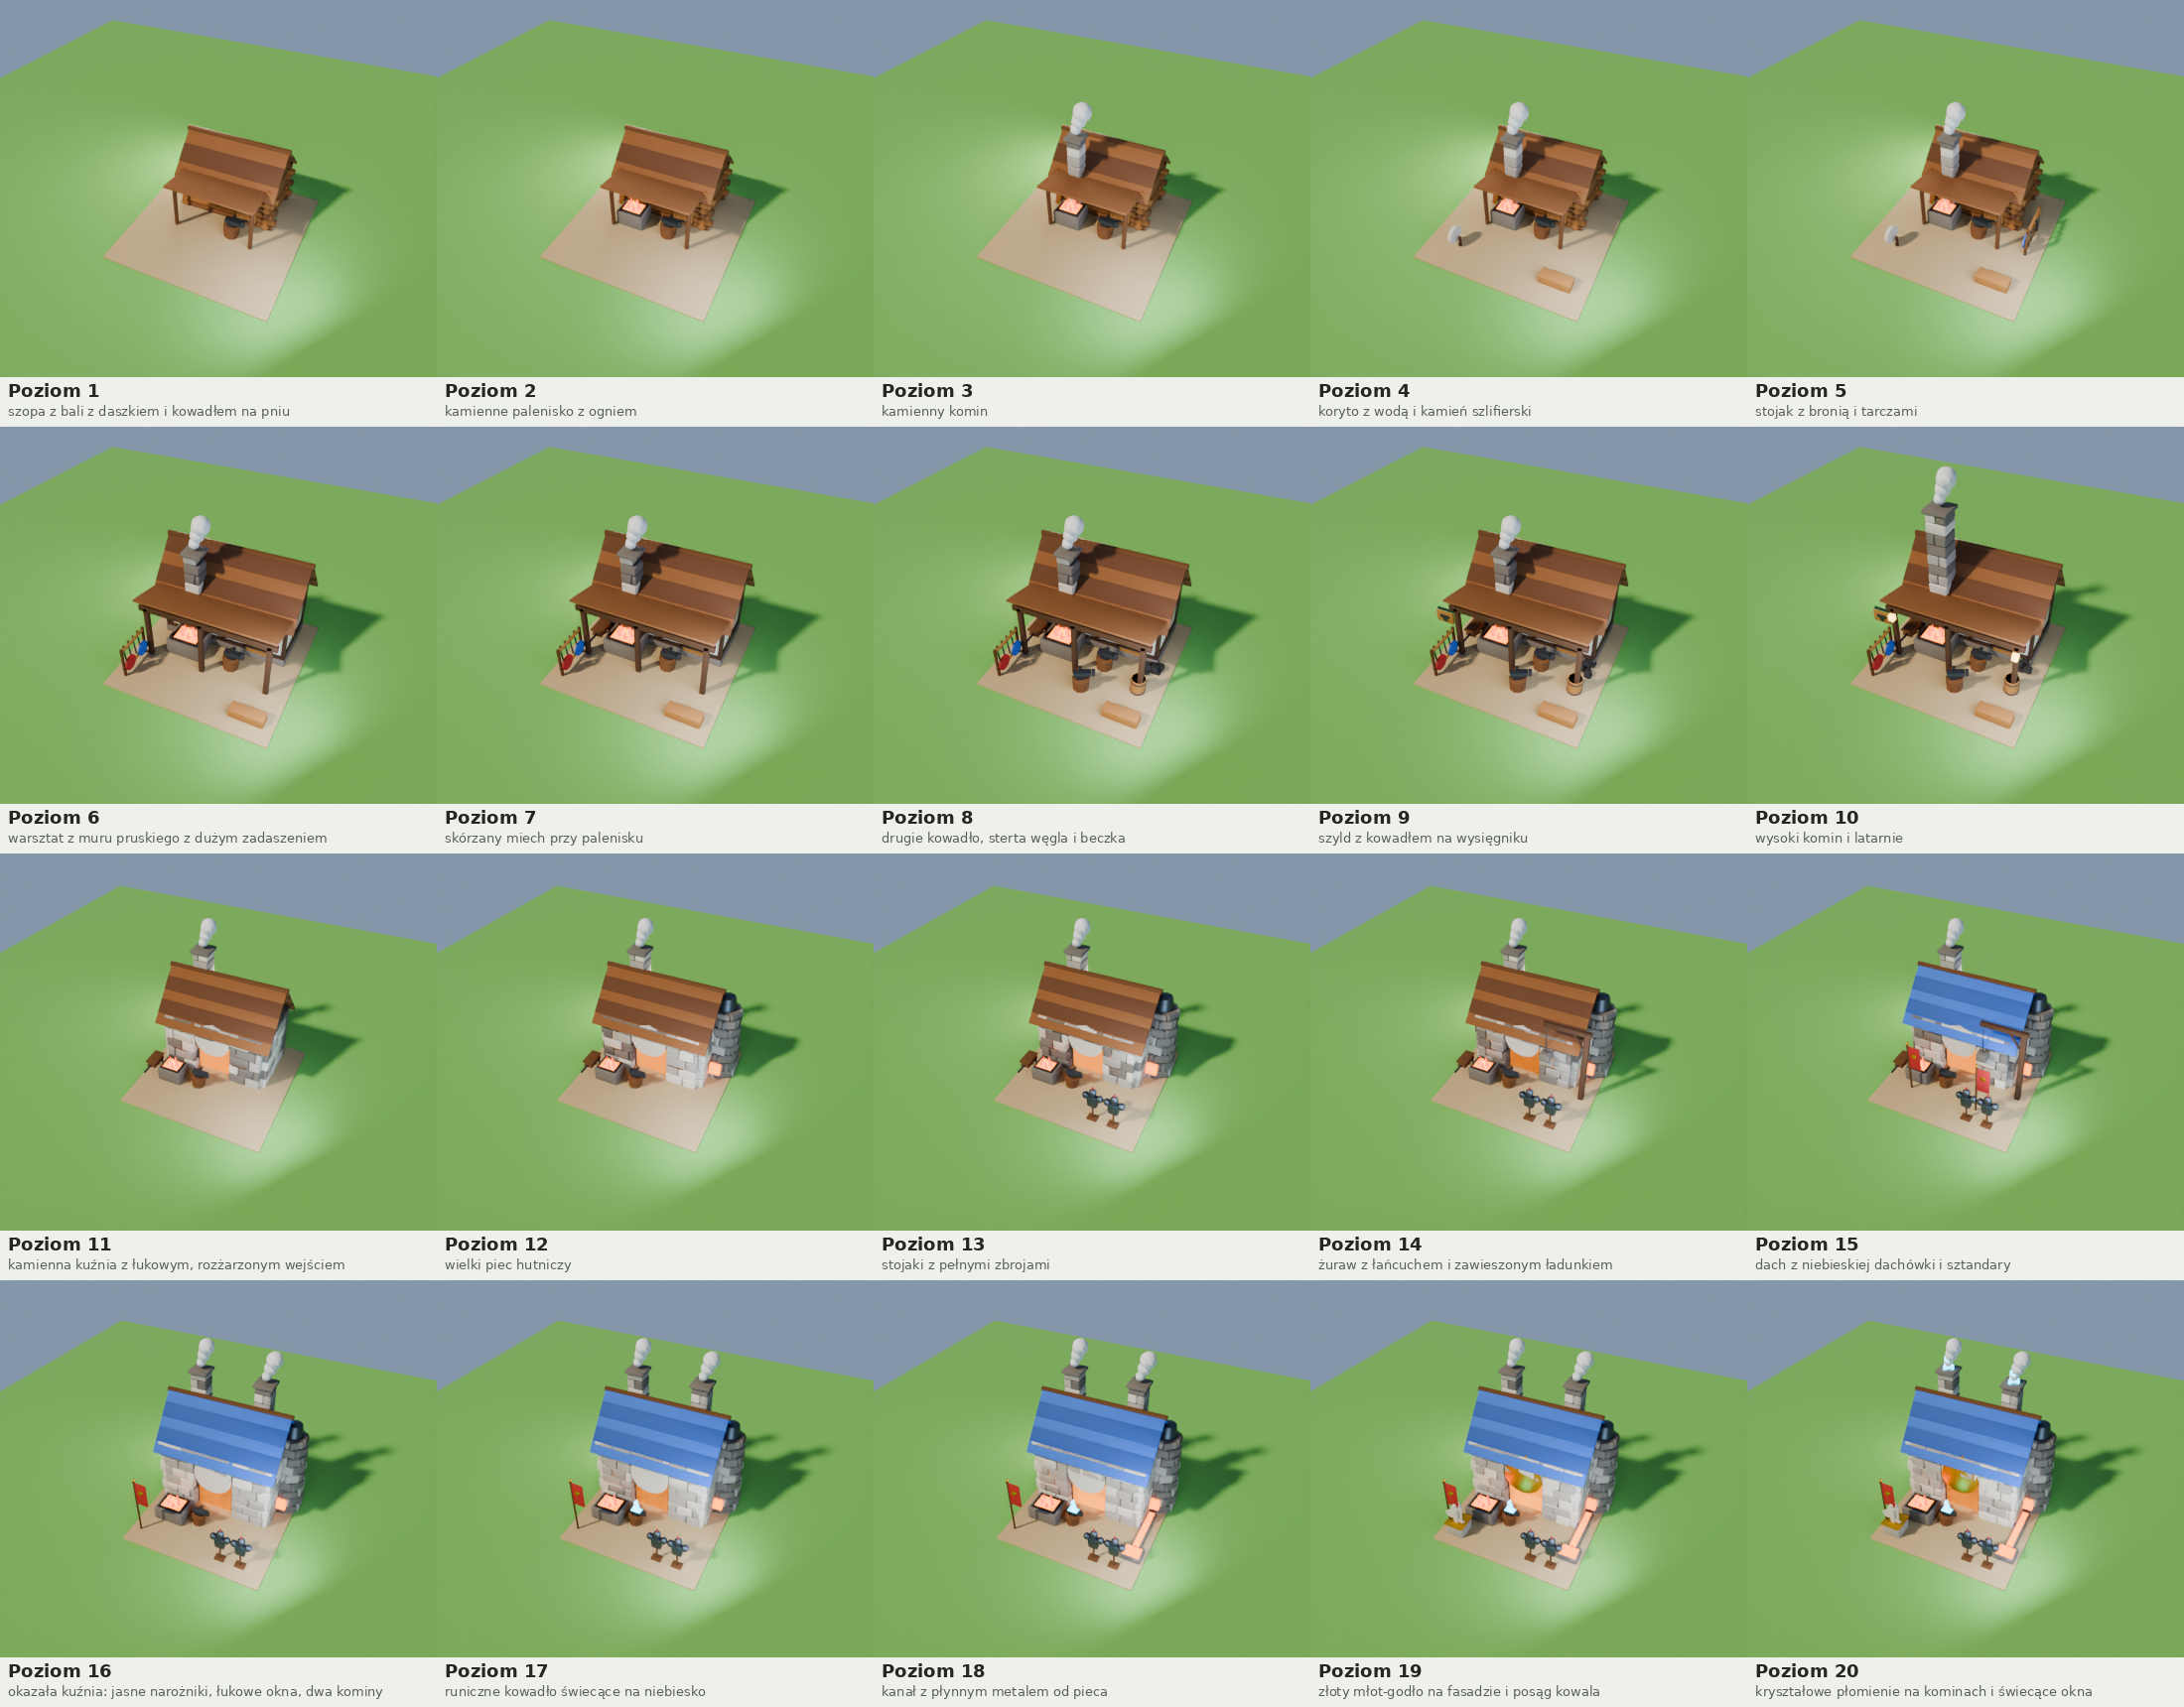 Poziom 1
szopa z bali z daszkiem i kowadłem na pniu
Poziom 2
kamienne palenisko z ogniem
Poziom 3
kamienny komin
Poziom 4
koryto z wodą i kamień szlifierski
Poziom 5
stojak z bronią i tarczami
Poziom 6
warsztat z muru pruskiego z dużym zadaszeniem
Poziom 7
skórzany miech przy palenisku
Poziom 8
drugie kowadło, sterta węgla i beczka
Poziom 9
szyld z kowadłem na wysięgniku
Poziom 10
wysoki komin i latarnie
Poziom 11
kamienna kuźnia z łukowym, rozżarzonym wejściem
Poziom 12
wielki piec hutniczy
Poziom 13
stojaki z pełnymi zbrojami
Poziom 14
żuraw z łańcuchem i zawieszonym ładunkiem
Poziom 15
dach z niebieskiej dachówki i sztandary
Poziom 16
okazała kuźnia: jasne narożniki, łukowe okna, dwa kominy
Poziom 17
runiczne kowadło świecące na niebiesko
Poziom 18
kanał z płynnym metalem od pieca
Poziom 19
złoty młot-godło na fasadzie i posąg kowala
Poziom 20
kryształowe płomienie na kominach i świecące okna